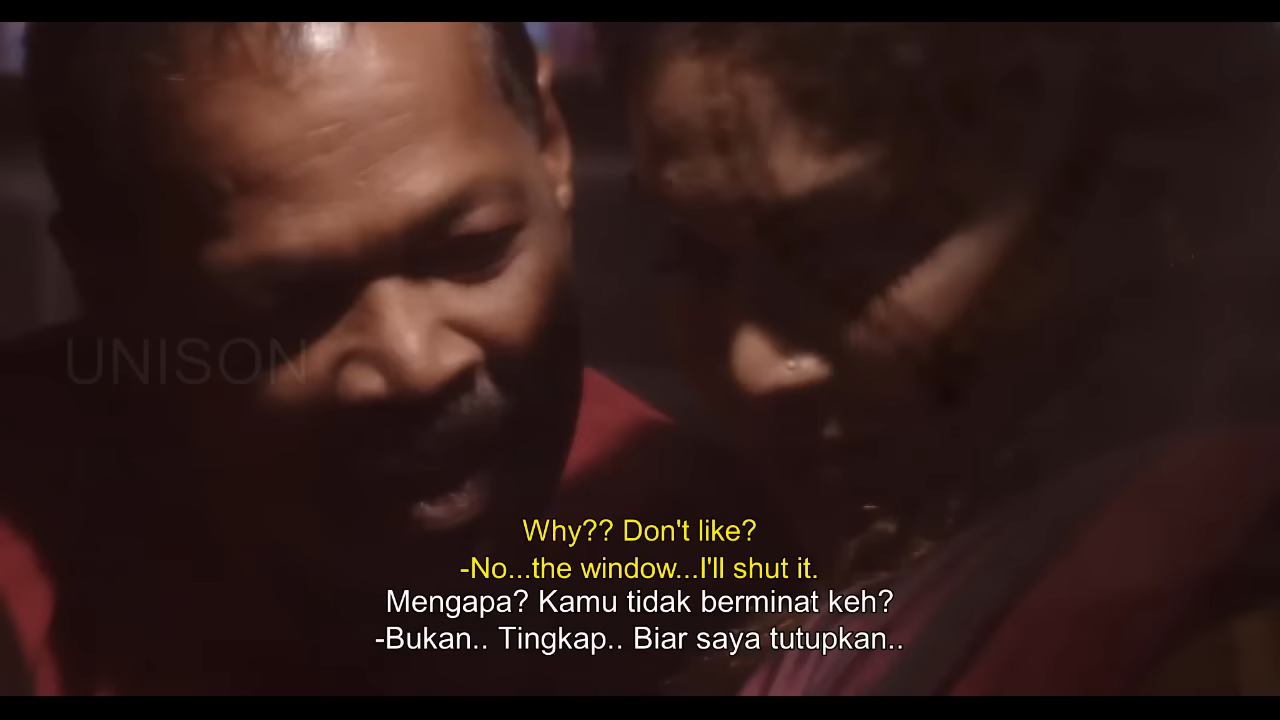 UNISON
Why?? Don't like?
-No...the window...I'll shut it.
Mengapa? Kamu tidak berminat keh?
-Bukan.. Tingkap.. Biar saya tutupkan..